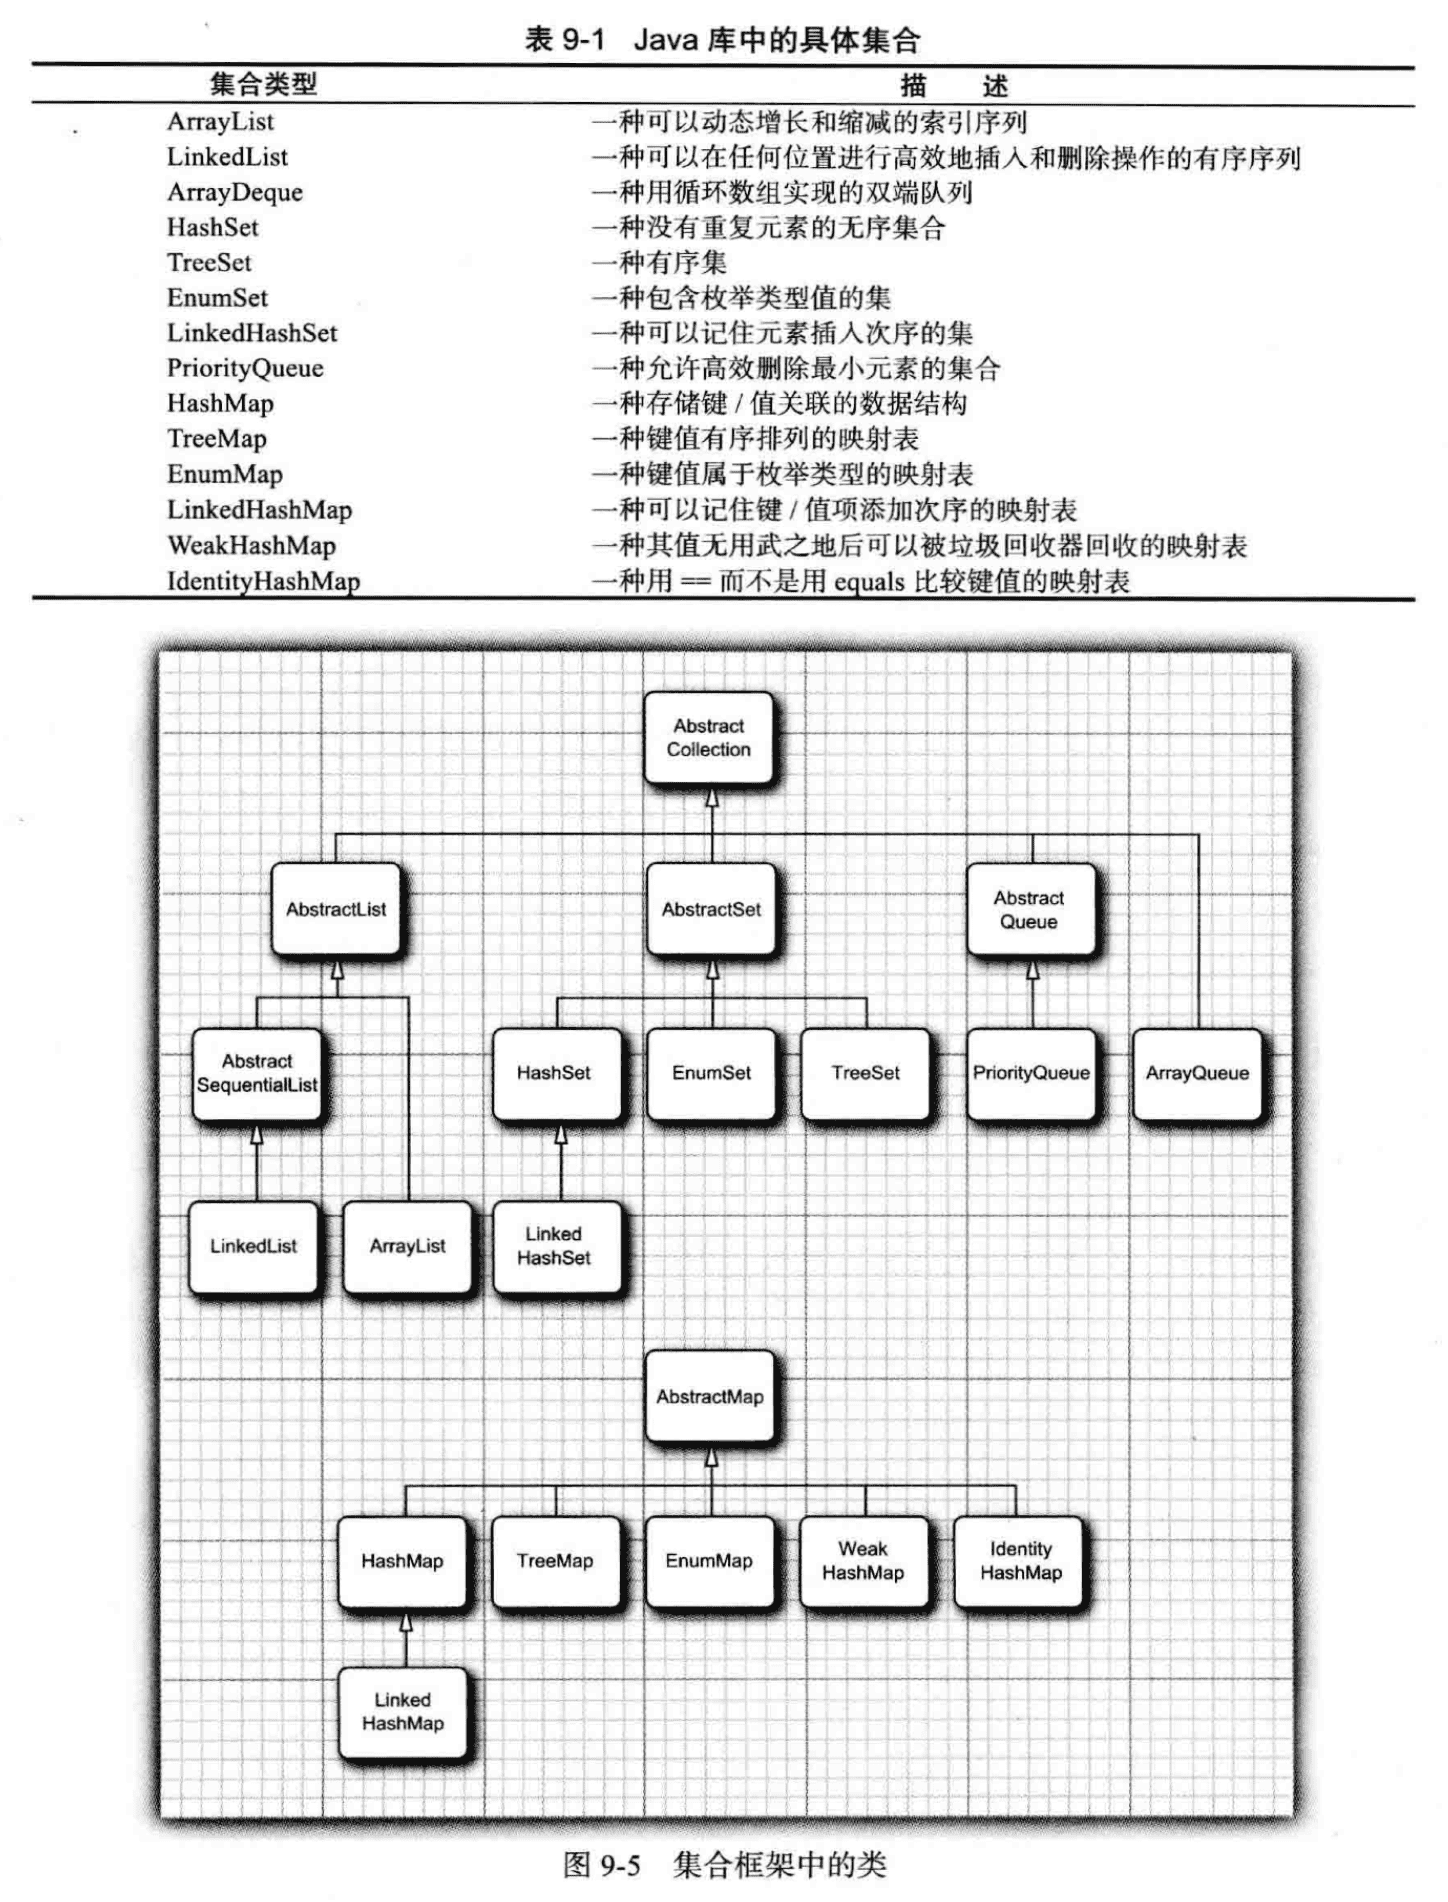 表 9-1 Java 库中的具体集合
集合类型 描 述
ArrayList 一种可以动态增长和缩减的索引序列
LinkedList 一种可以在任何位置进行高效地插入和删除操作的有序序列
ArrayDeque 一种用循环数组实现的双端队列
HashSet 一种没有重复元素的无序集合
TreeSet 一种有序集
EnumSet 一种包含枚举类型值的集
LinkedHashSet 一种可以记住元素插入次序的集
PriorityQueue 一种允许高效删除最小元素的集合
HashMap 一种存储键 / 值关联的数据结构
TreeMap 一种键值有序排列的映射表
EnumMap 一种键值属于枚举类型的映射表
LinkedHashMap 一种可以记住键 / 值项添加次序的映射表
WeakHashMap 一种其值无用武之地后可以被垃圾回收器回收的映射表
IdentityHashMap 一种用 == 而不是用 equals 比较键值的映射表
Abstract
Collection
AbstractList
AbstractSet
Abstract
Queue
Abstract
SequentialList
HashSet
EnumSet
TreeSet
PriorityQueue
ArrayQueue
LinkedList
ArrayList
Linked
HashSet
AbstractMap
HashMap
TreeMap
EnumMap
Weak
HashMap
Identity
HashMap
Linked
HashMap
图 9-5 集合框架中的类